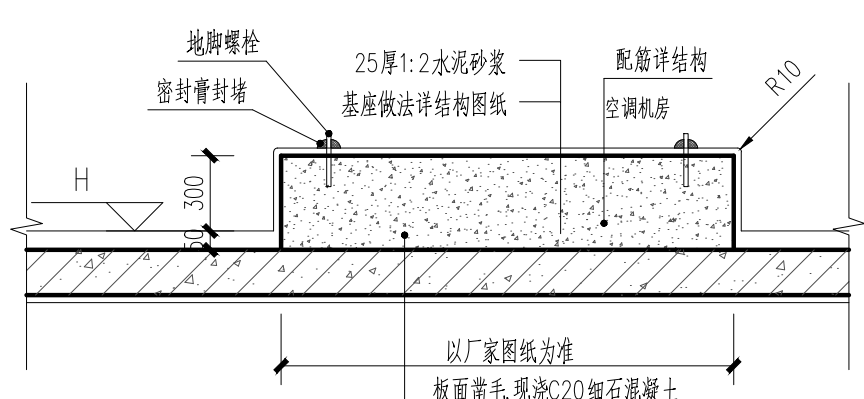 地脚螺栓
密封膏封堵
25厚1:2水泥砂浆
基座做法详结构图纸
配筋详结构
空调机房
R10
H
300
50
以厂家图纸为准
板面凿毛,现浇C20细石混凝土